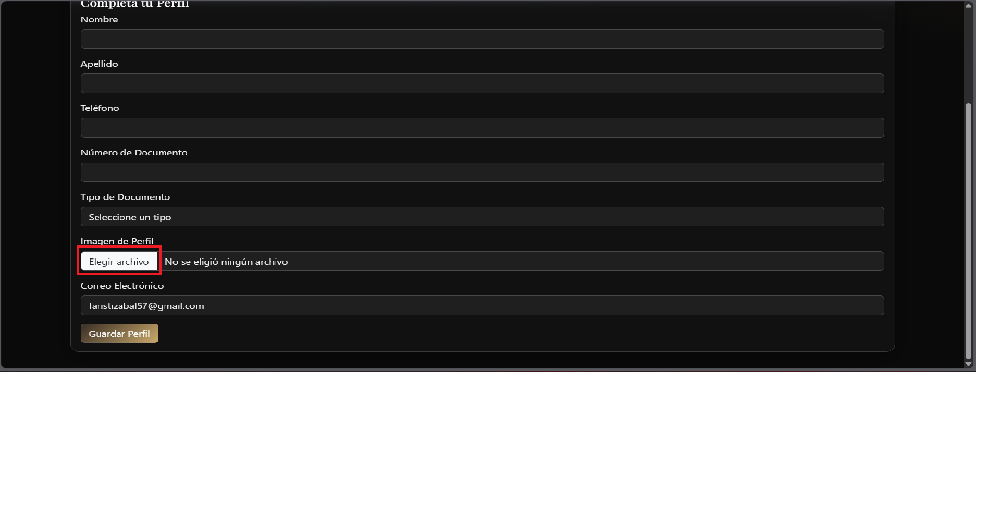 Completa tu Perfil
Nombre
Apellido
Teléfono
Número de Documento
Tipo de Documento
Seleccione un tipo
Imagen de Perfil
Elegir archivo No se eligió ningún archivo
Correo Electrónico
faristizabal57@gmail.com
Guardar Perfil